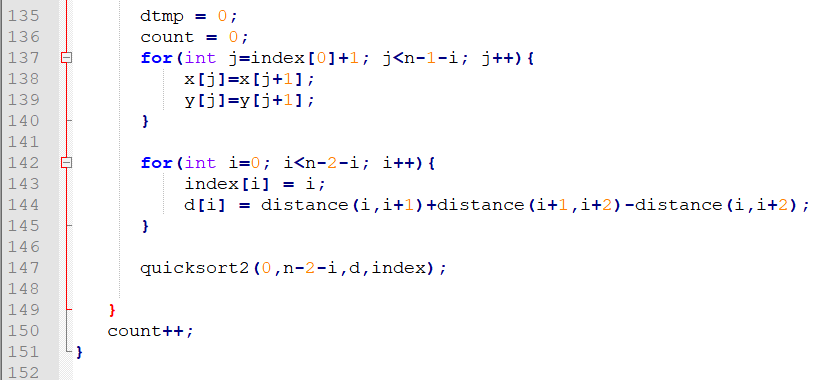 135 dtmp = 0;
136 count = 0;
137 for(int j=index[0]+1; j<n-1-i; j++){
138 x[j]=x[j+1];
139 y[j]=y[j+1];
140 }
141
142 for(int i=0; i<n-2-i; i++){
143 index[i] = i;
144 d[i] = distance(i,i+1)+distance(i+1,i+2)-distance(i,i+2);
145 }
146
147 quicksort2(0,n-2-i,d,index);
148
149 }
150 count++;
151 }
152